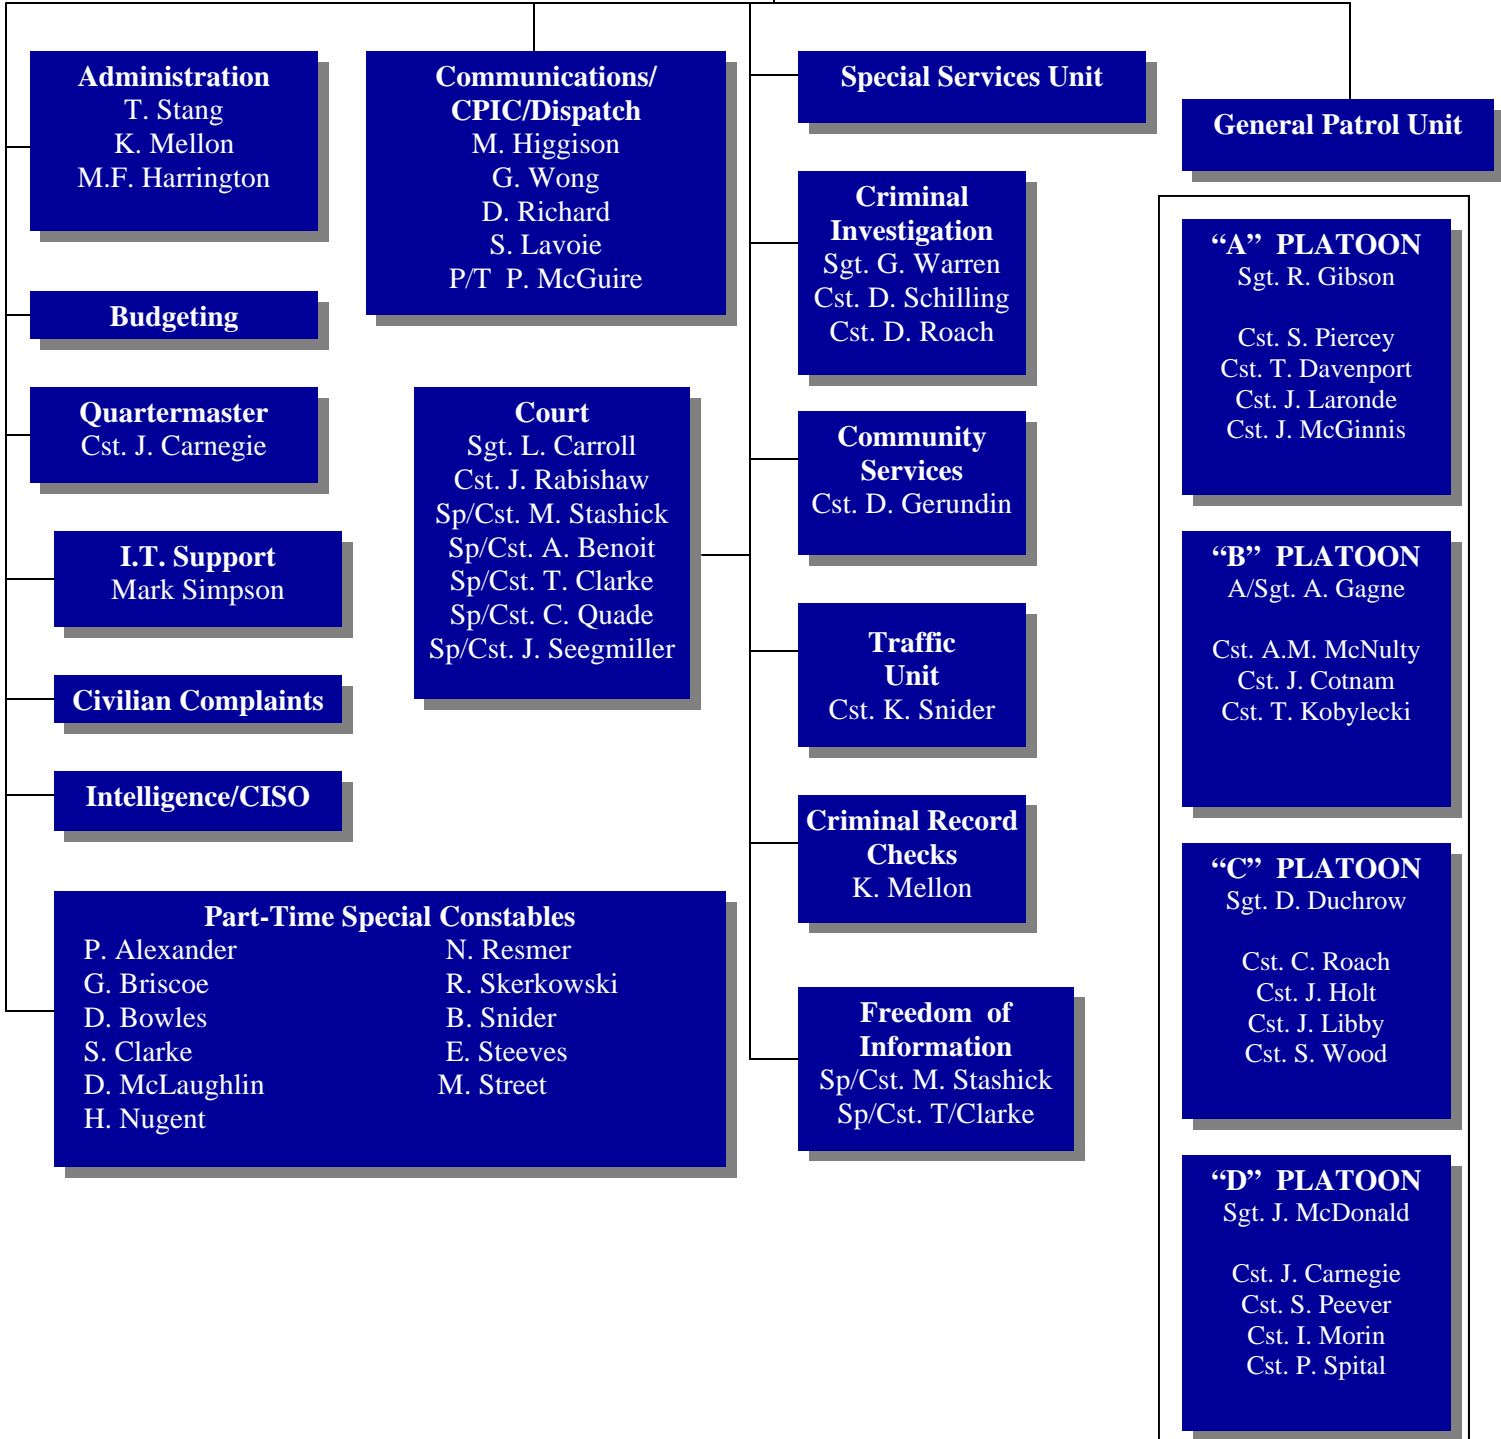 Administration
T. Stang
K. Mellon
M.F. Harrington
Budgeting
Quartermaster
Cst. J. Carnegie
I.T. Support
Mark Simpson
Civilian Complaints
Intelligence/CISO
Part-Time Special Constables
P. Alexander
G. Briscoe
D. Bowles
S. Clarke
D. McLaughlin
H. Nugent
N. Resmer
R. Skerkowski
B. Snider
E. Steeves
M. Street
Communications/
CPIC/Dispatch
M. Higgison
G. Wong
D. Richard
S. Lavoie
P/T P. McGuire
Court
Sgt. L. Carroll
Cst. J. Rabishaw
Sp/Cst. M. Stashick
Sp/Cst. A. Benoit
Sp/Cst. T. Clarke
Sp/Cst. C. Quade
Sp/Cst. J. Seegmiller
Special Services Unit
Criminal
Investigation
Sgt. G. Warren
Cst. D. Schilling
Cst. D. Roach
Community
Services
Cst. D. Gerundin
Traffic
Unit
Cst. K. Snider
Criminal Record
Checks
K. Mellon
Freedom of
Information
Sp/Cst. M. Stashick
Sp/Cst. T/Clarke
General Patrol Unit
“A” PLATOON
Sgt. R. Gibson
Cst. S. Piercey
Cst. T. Davenport
Cst. J. Laronde
Cst. J. McGinnis
“B” PLATOON
A/Sgt. A. Gagne
Cst. A.M. McNulty
Cst. J. Cotnam
Cst. T. Kobylecki
“C” PLATOON
Sgt. D. Duchrow
Cst. C. Roach
Cst. J. Holt
Cst. J. Libby
Cst. S. Wood
“D” PLATOON
Sgt. J. McDonald
Cst. J. Carnegie
Cst. S. Peever
Cst. I. Morin
Cst. P. Spital